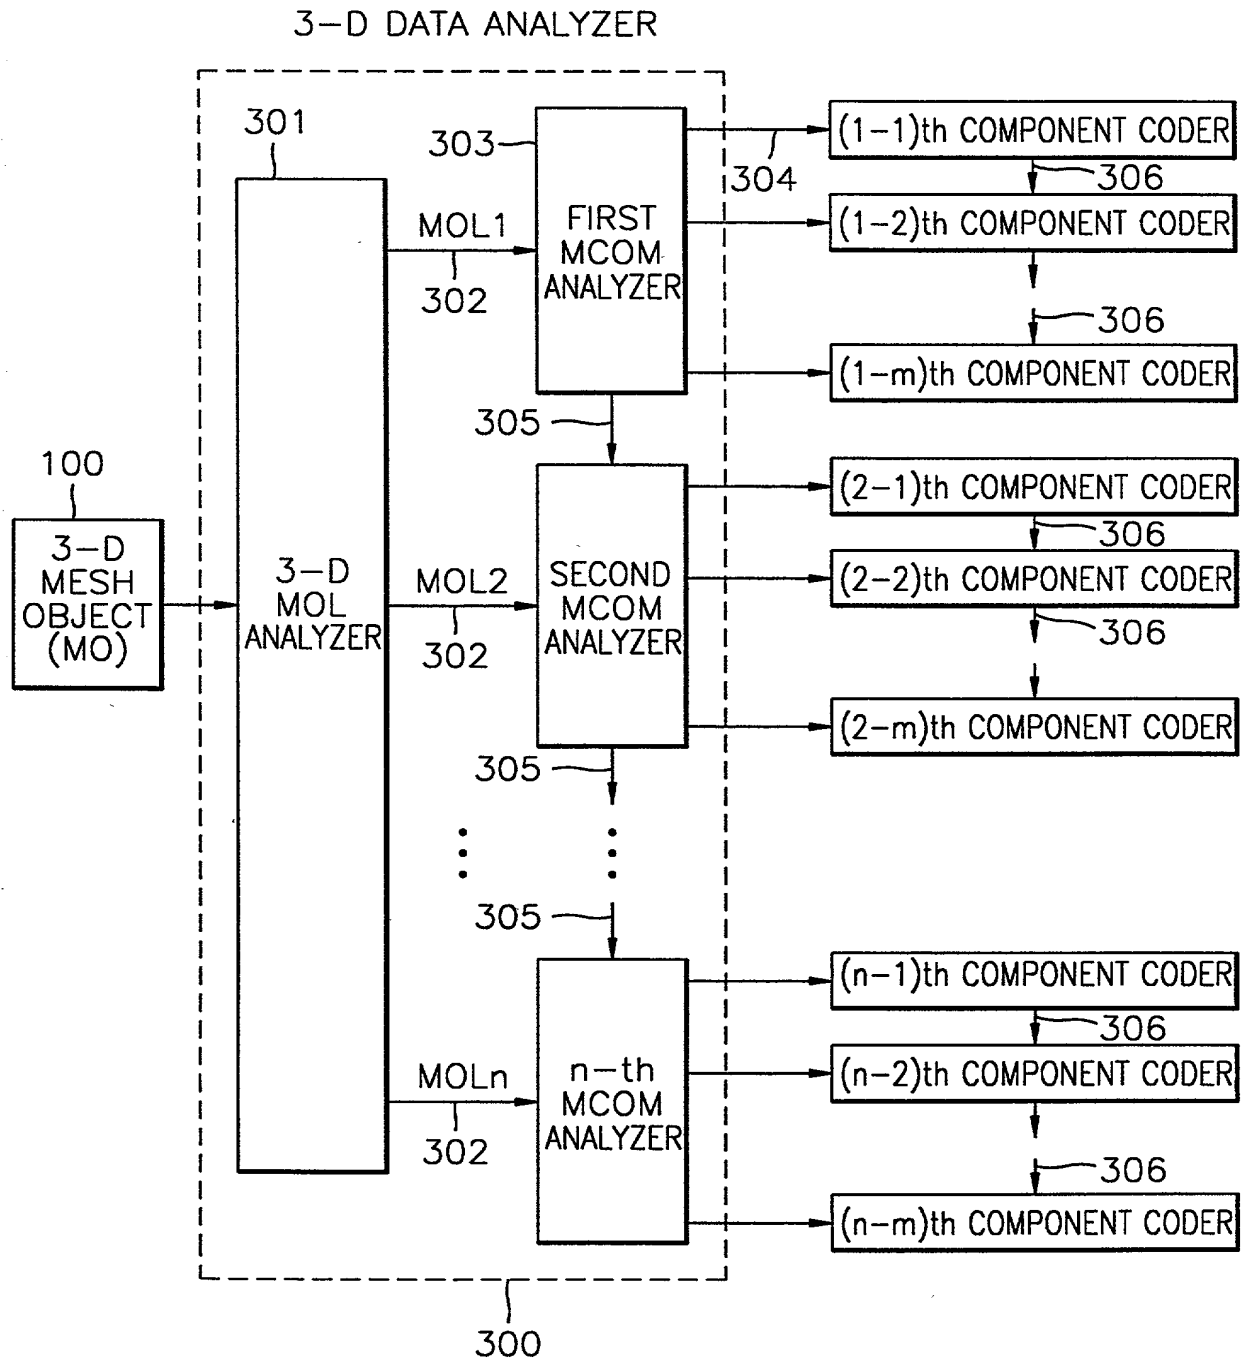 3-D DATA ANALYZER
301
303
304
(1-1)th COMPONENT CODER
306
(1-2)th COMPONENT CODER
MOL1
302
FIRST
MCOM
ANALYZER
306
(1-m)th COMPONENT CODER
305
100
3-D
MESH
OBJECT
(MO)
3-D
MOL
ANALYZER
(2-1)th COMPONENT CODER
306
MOL2
302
SECOND
MCOM
ANALYZER
(2-2)th COMPONENT CODER
306
(2-m)th COMPONENT CODER
305
305
(n-1)th COMPONENT CODER
306
MOLn
302
n-th
MCOM
ANALYZER
(n-2)th COMPONENT CODER
306
(n-m)th COMPONENT CODER
300